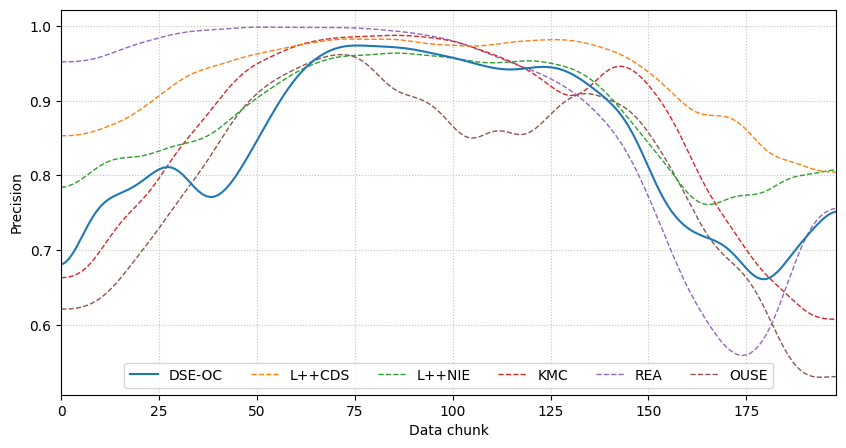 1.0
0.9
0.8
0.7
0.6
Precision
DSE-OC L++CDS L++NIE KMC REA OUSE
0 25 50 75 100 125 150 175
Data chunk